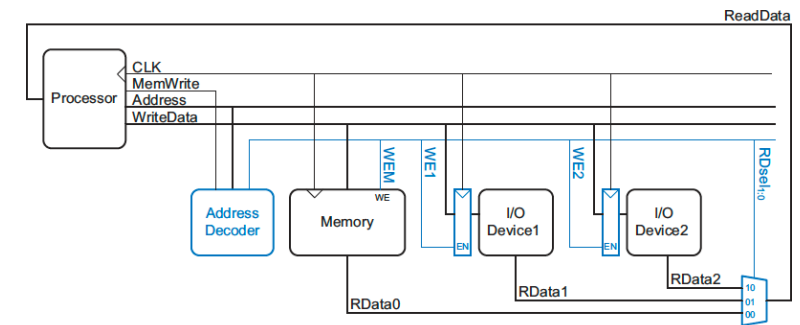 ReadData
CLK
MemWrite
Processor
Address
WriteData
WEM
WE1
WE2
RDsel1:0
WE
Address
Decoder
Memory
EN
I/O
Device1
EN
I/O
Device2
RData2
RData1
RData0
10
01
00